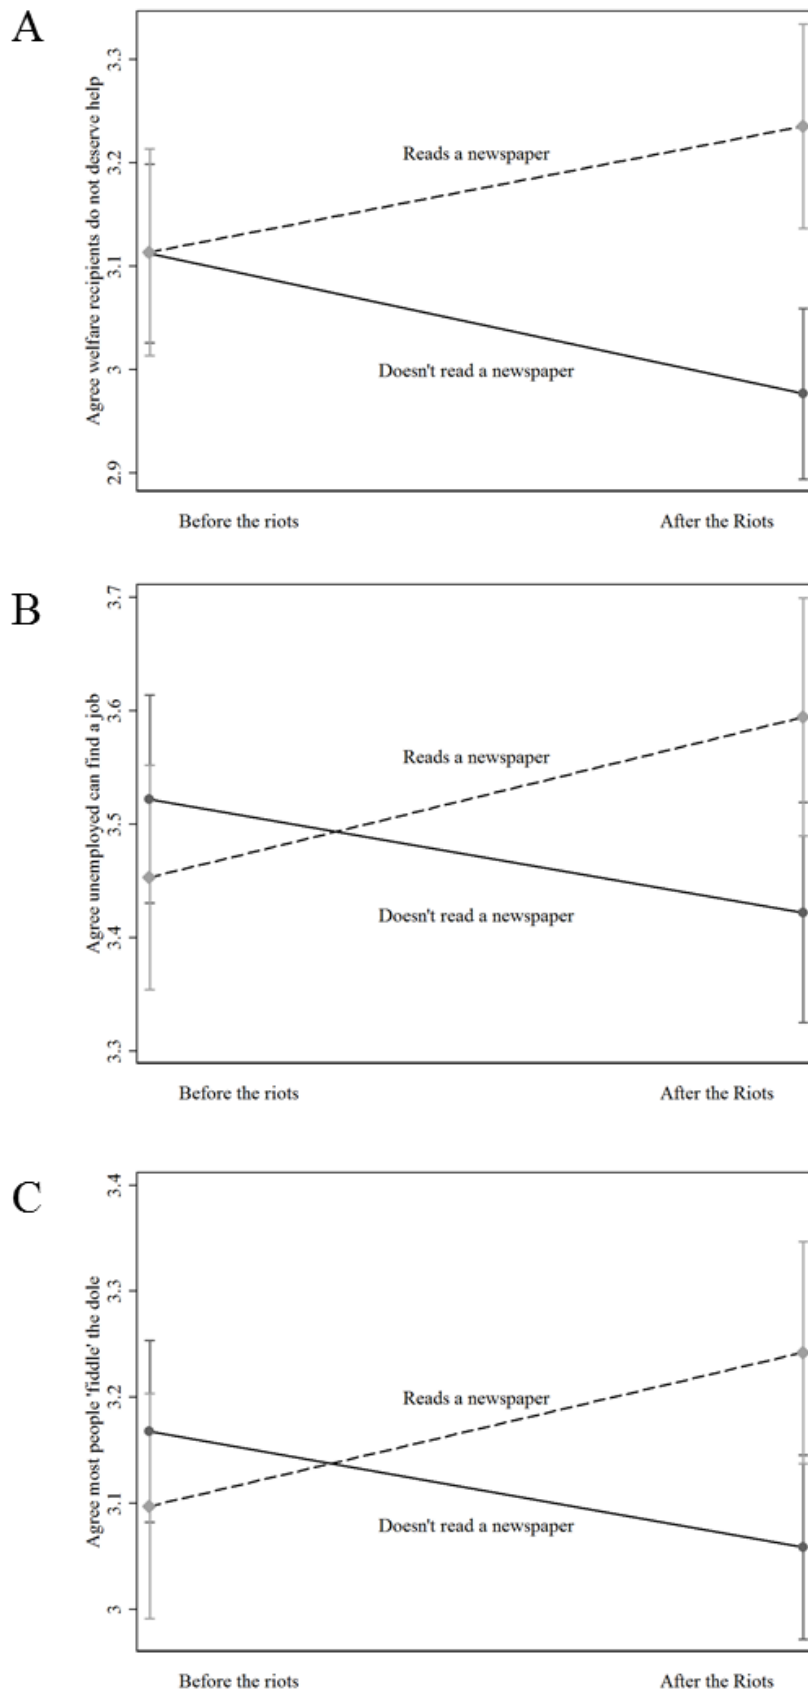 A
Agree welfare recipients do not deserve help
3.3
3.2
3.1
3
2.9
Reads a newspaper
Doesn't read a newspaper
Before the riots
After the Riots
B
Agree unemployed can find a job
3.7
3.6
3.5
3.4
3.3
Reads a newspaper
Doesn't read a newspaper
Before the riots
After the Riots
C
Agree most people 'fiddle' the dole
3.4
3.3
3.2
3.1
3
Reads a newspaper
Doesn't read a newspaper
Before the riots
After the Riots